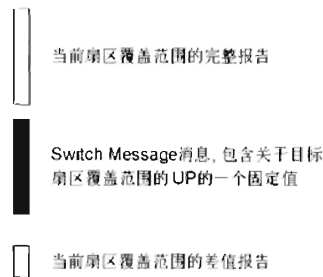 当前扇区覆盖范围的完整报告
Switch Message消息, 包含关于目标
扇区覆盖范围的UP的一个固定值
当前扇区覆盖范围的差值报告